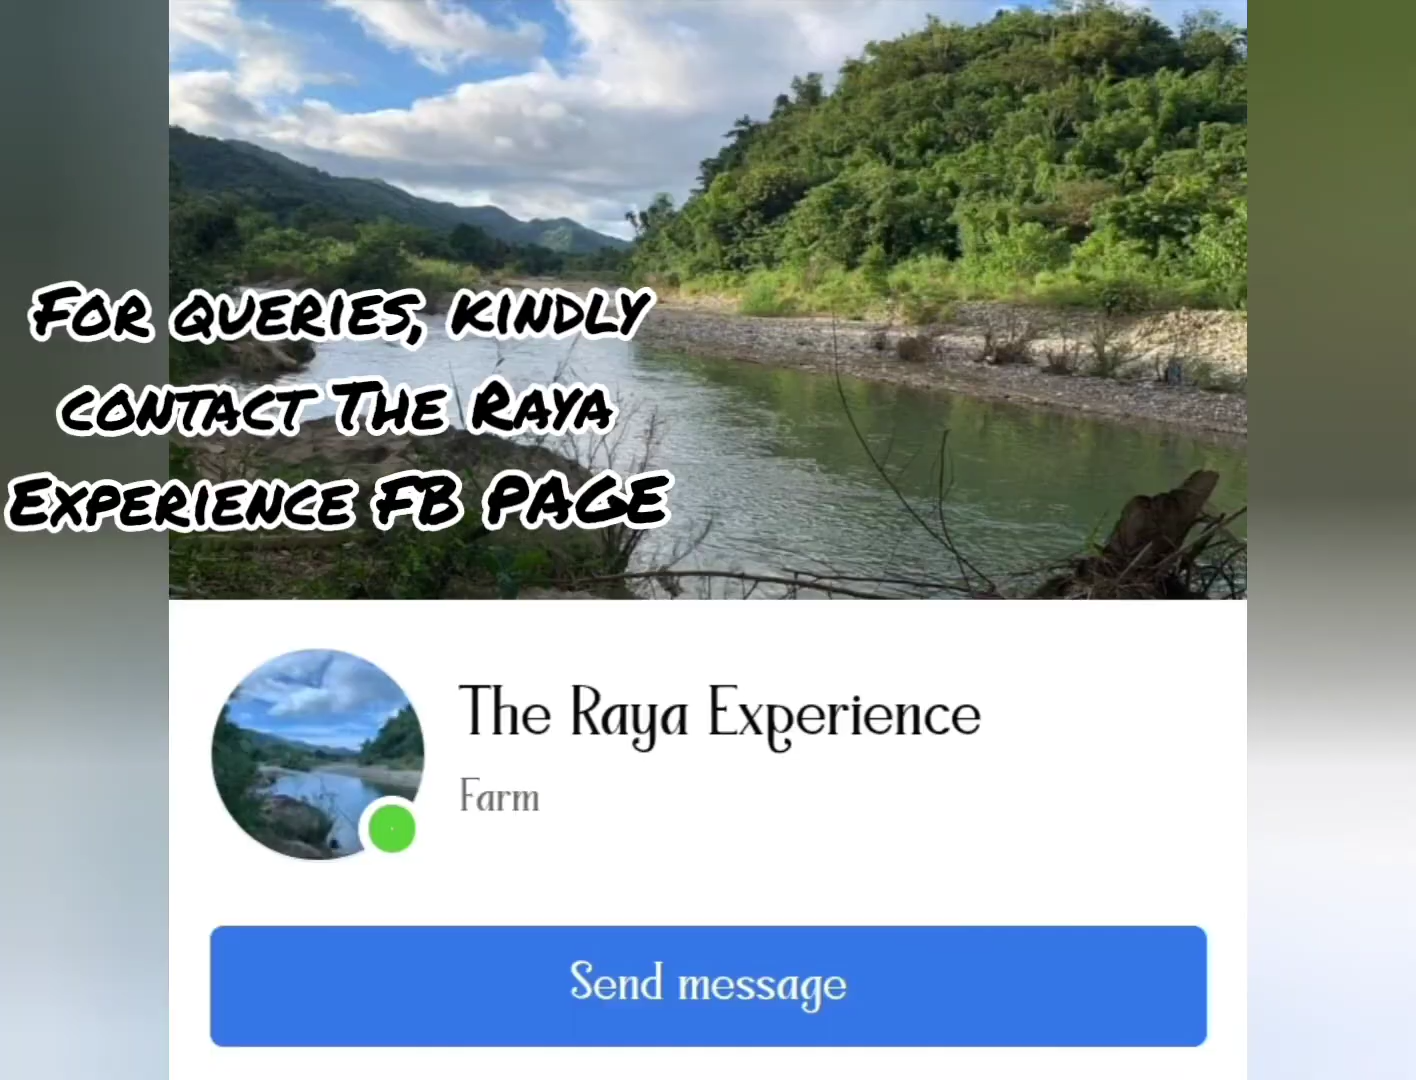 For queries, kindly
contact The Raya
Experience FB PAGE
The Raya Experience
Farm
Send message